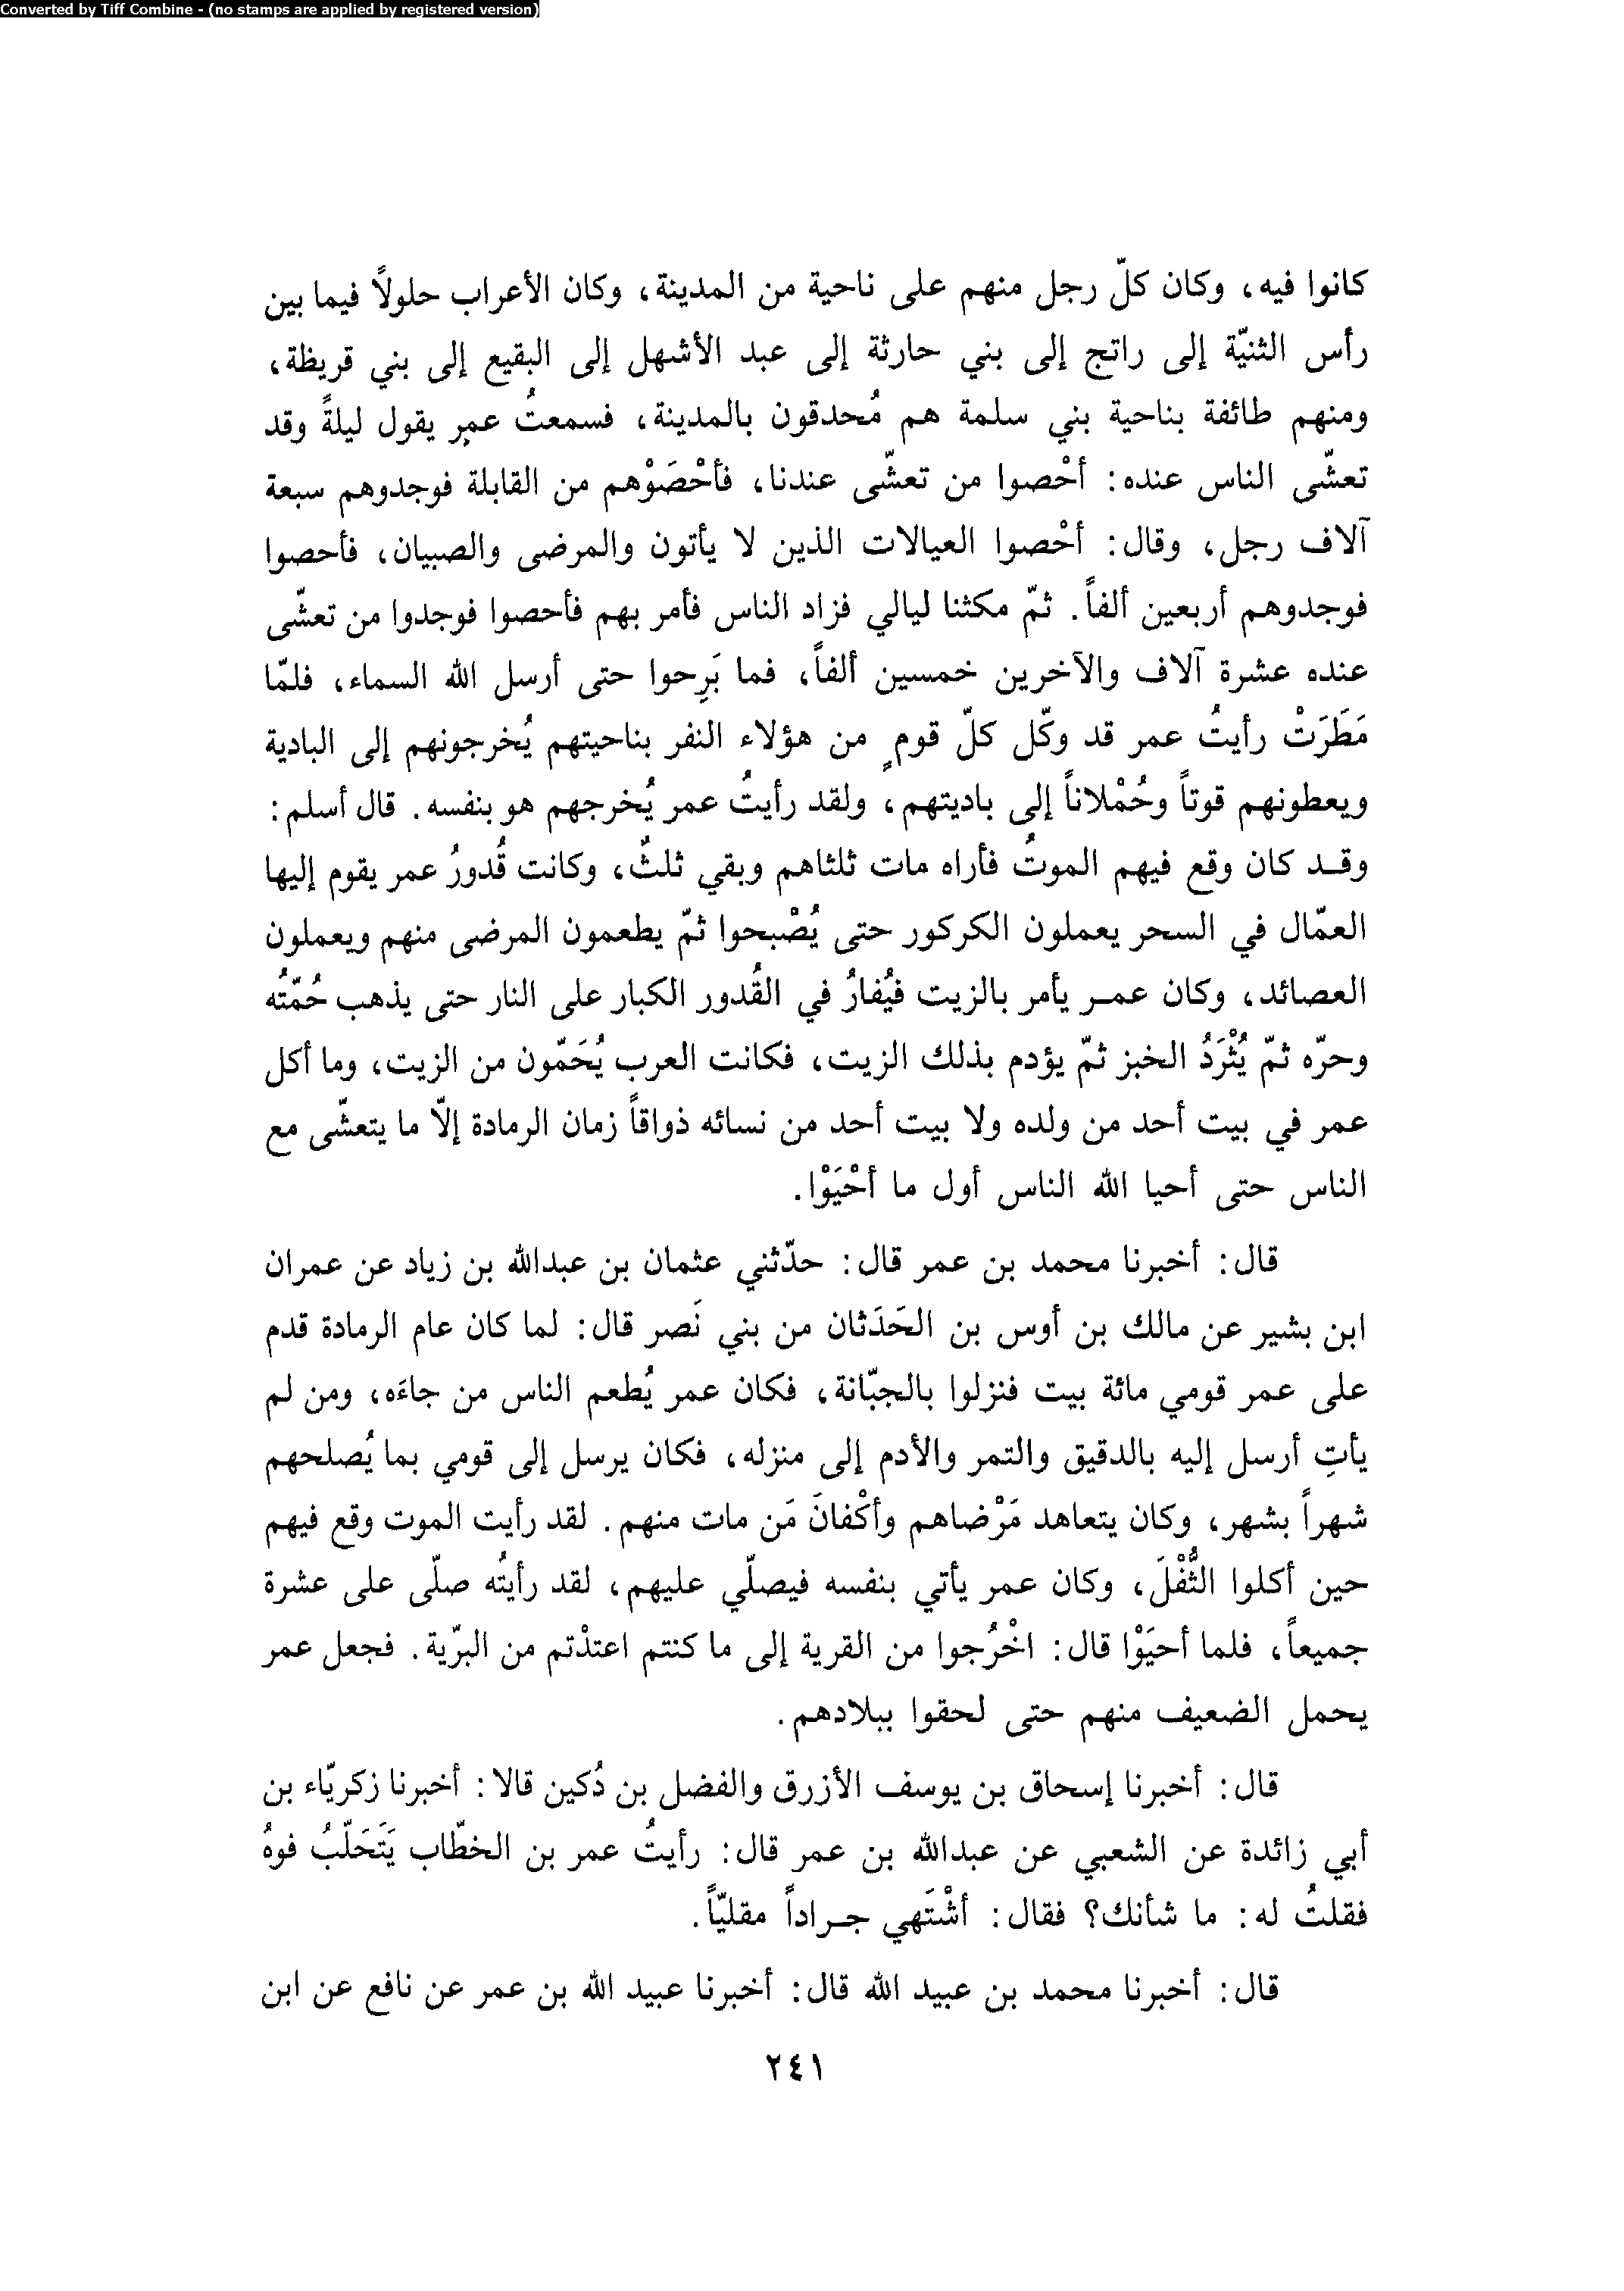 Converted by Tiff Combine - (no stamps are applied by registered version)
كانوا فيه، وكان كلّ رجل منهم على ناحية من المدينة، وكان الأعراب حلولاً فيما بين
رأس الثنيّة إلى راتج إلى بني حارثة إلى عبد الأشهل إلى البقيع إلى بني قريظة،
ومنهم طائفة بناحية بني سلمة هم مُحدقون بالمدينة، فسمعتُ عمر يقول ليلةً وقد
تعشّى الناس عنده: أحْصوا من تعشّى عندنا، فأحْصَوْهم من القابلة فوجدوهم سبعة
آلاف رجل، وقال: أحْصوا العيالات الذين لا يأتون والمرضى والصبيان، فأحصوا
فوجدوهم أربعين ألفاً. ثمّ مكثنا ليالي فزاد الناس فأمر بهم فأحصوا فوجدوا من تعشّى
عنده عشرة آلاف والآخرين خمسين ألفاً، فما بَرِحوا حتى أرسل الله السماء، فلمّا
مَطَرَتْ رأيتُ عمر قد وكّل كلّ قومٍ من هؤلاء النفر بناحيتهم يُخرجونهم إلى البادية
ويعطونهم قوتاً وحُمْلاناً إلى باديتهم، ولقد رأيتُ عمر يُخرجهم هو بنفسه. قال أسلم:
وقد كان وقع فيهم الموتُ فأراه مات ثلثاهم وبقي ثلثٌ، وكانت قُدورُ عمر يقوم إليها
العمّال في السحر يعملون الكركور حتى يُصْبحوا ثمّ يطعمون المرضى منهم ويعملون
العصائد، وكان عمر يأمر بالزيت فيُفارُ في القُدور الكبار على النار حتى يذهب حُمّتُه
وحرّه ثمّ يُثْرَدُ الخبز ثمّ يؤدم بذلك الزيت، فكانت العرب يُحَمّون من الزيت، وما أكل
عمر في بيت أحد من ولده ولا بيت أحد من نسائه ذواقاً زمان الرمادة إلاّ ما يتعشّى مع
الناس حتى أحيا الله الناس أول ما أحْيَوْا.
قال: أخبرنا محمد بن عمر قال: حدّثني عثمان بن عبدالله بن زياد عن عمران
ابن بشير عن مالك بن أوس بن الحَدَثان من بني نَصر قال: لما كان عام الرمادة قدم
على عمر قومي مائة بيت فنزلوا بالجبّانة، فكان عمر يُطعم الناس من جاءَه، ومن لم
يأتِ أرسل إليه بالدقيق والتمر والأدم إلى منزله، فكان يرسل إلى قومي بما يُصلحهم
شهراً بشهر، وكان يتعاهد مَرْضاهم وأكْفانَ مَن مات منهم. لقد رأيت الموت وقع فيهم
حين أكلوا الثُّفْلَ، وكان عمر يأتي بنفسه فيصلّي عليهم، لقد رأيتُه صلّى على عشرة
جميعاً، فلما أحيَوْا قال: اخْرُجوا من القرية إلى ما كنتم اعتدْتم من البرّية. فجعل عمر
يحمل الضعيف منهم حتى لحقوا ببلادهم.
قال: أخبرنا إسحاق بن يوسف الأزرق والفضل بن دُكين قالا: أخبرنا زكريّاء بن
أبي زائدة عن الشعبي عن عبدالله بن عمر قال: رأيتُ عمر بن الخطّاب يَتَحَلّبُ فوهُ
فقلتُ له: ما شأنك؟ فقال: أشْتَهي جراداً مقليّاً.
قال: أخبرنا محمد بن عبيد الله قال: أخبرنا عبيد الله بن عمر عن نافع عن ابن
٢٤١